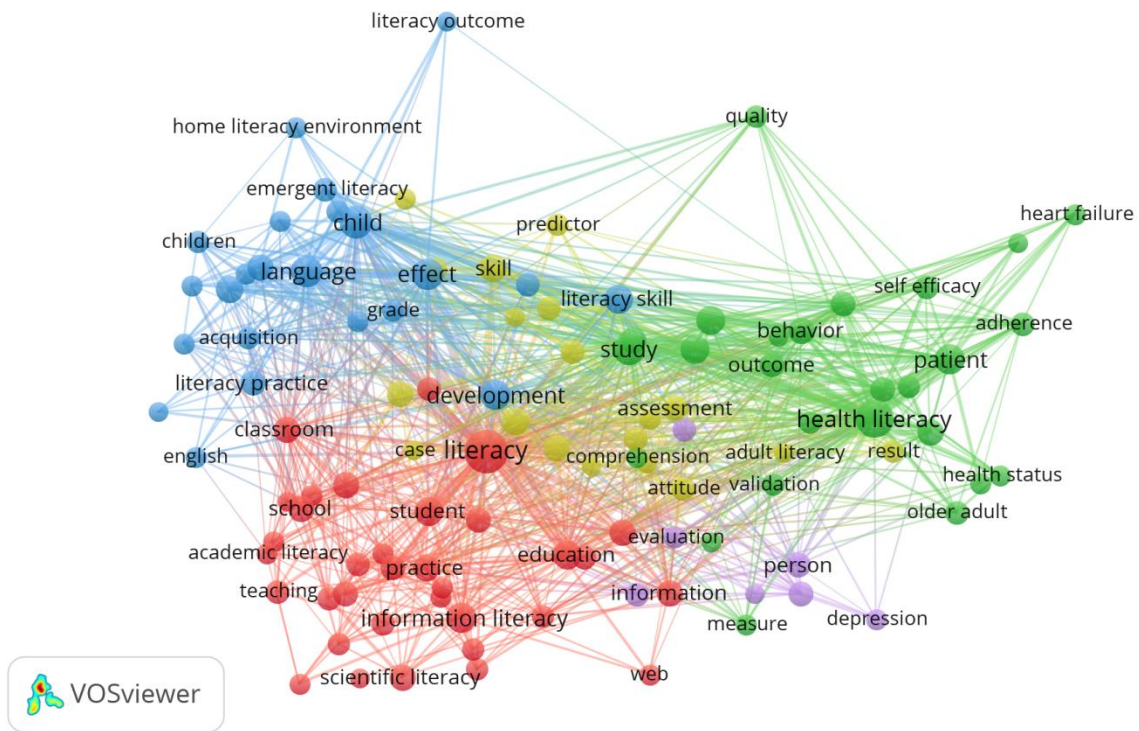 literacy outcome
quality
home literacy environment
emergent literacy
heart failure
child
predictor
children
language
effect
skill
self efficacy
literacy skill
grade
acquisition
behavior
adherence
study
outcome
patient
literacy practice
development
assessment
classroom
health literacy
case
literacy
english
comprehension
adult literacy
result
health status
attitude
validation
school
student
older adult
evaluation
academic literacy
education
practice
person
teaching
information
information literacy
measure
depression
scientific literacy
web
VOSviewer